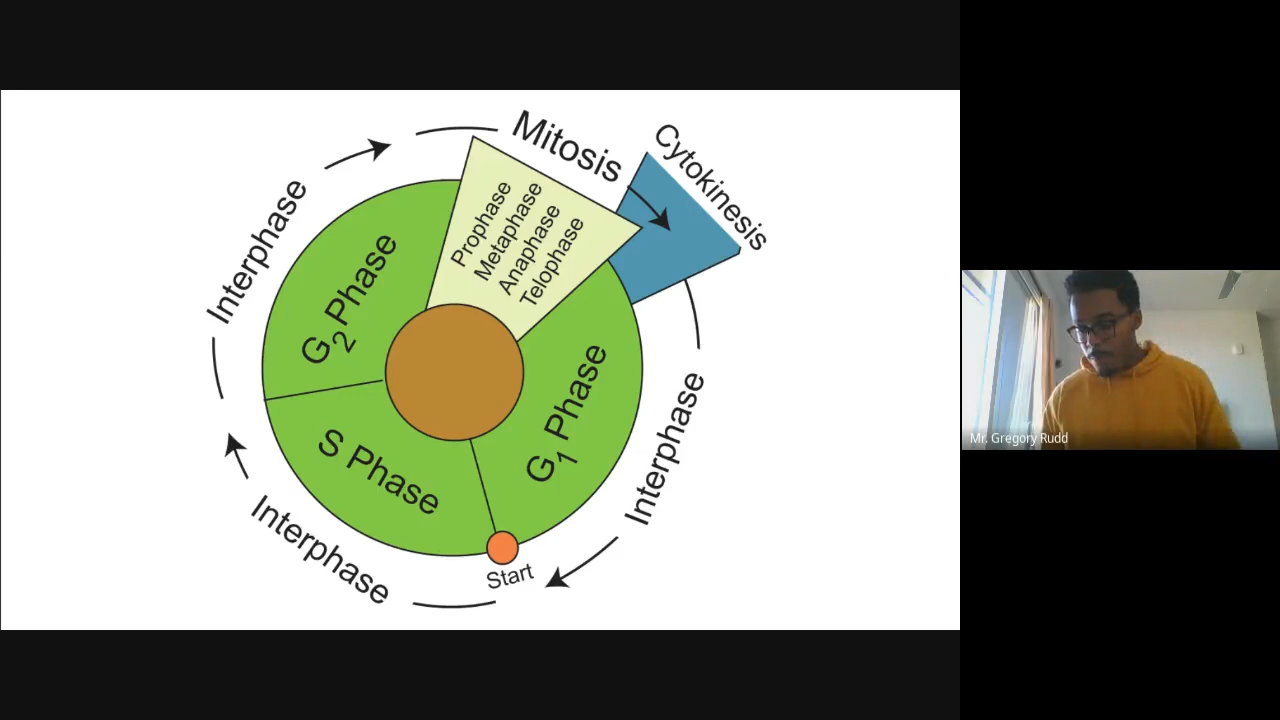 Mitosis
Cytokinesis
Interphase
Prophase
Metaphase
Anaphase
Telophase
G2 Phase
G1 Phase
S Phase
Interphase
Interphase
Start
Mr. Gregory Rudd